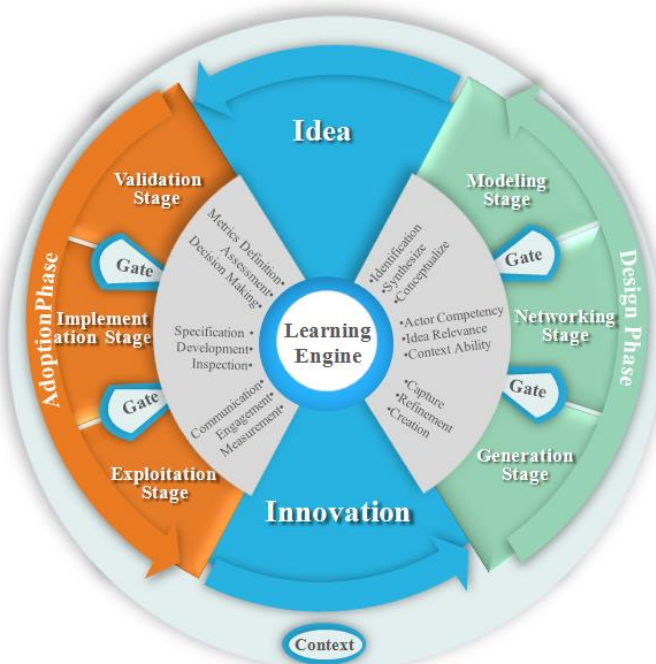 Idea
Validation
Stage
Modeling
Stage
Metrics Definition•
Assessment•
Decision Making•
•Identification
•Synthesize
•Conceptualize
Gate
Gate
AdoptionPhase
Design Phase
Implement
ation Stage
Specification •
Development•
Inspection•
Learning
Engine
•Actor Competency
•Idea Relevance
•Context Ability
Networking
Stage
Gate
Gate
Communication•
Engagement•
Measurement•
•Capture
•Refinement
•Creation
Exploitation
Stage
Generation
Stage
Innovation
Context